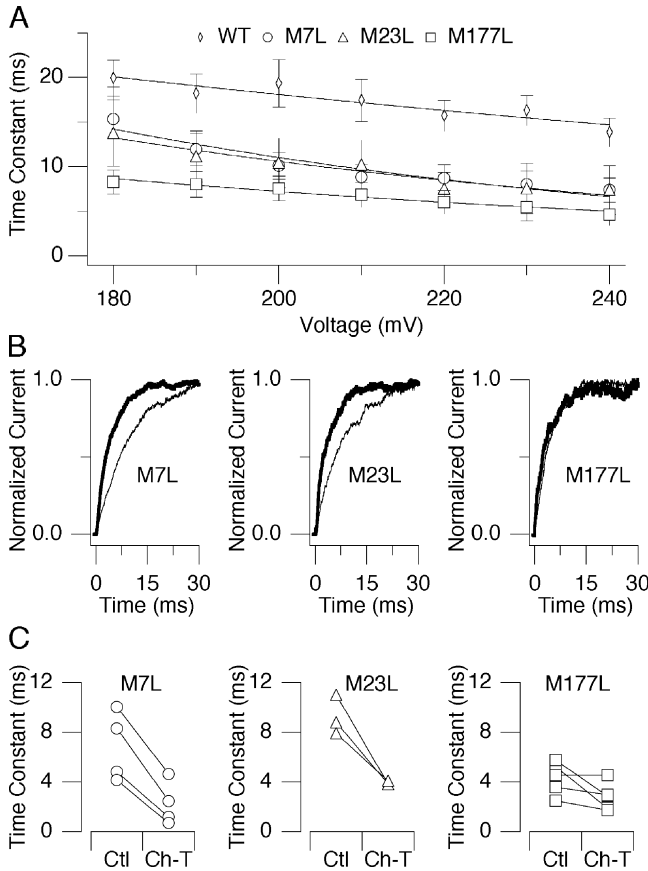 A
WT M7L M23L M177L
Time Constant (ms)
20
10
0
180 200 220 240
Voltage (mV)
B
Normalized Current
1.0
0.0
M7L
0 15 30
Time (ms)
Normalized Current
1.0
0.0
M23L
0 15 30
Time (ms)
Normalized Current
1.0
0.0
M177L
0 15 30
Time (ms)
C
Time Constant (ms)
12
8
4
0
M7L
Ctl Ch-T
Time Constant (ms)
12
8
4
0
M23L
Ctl Ch-T
Time Constant (ms)
12
8
4
0
M177L
Ctl Ch-T